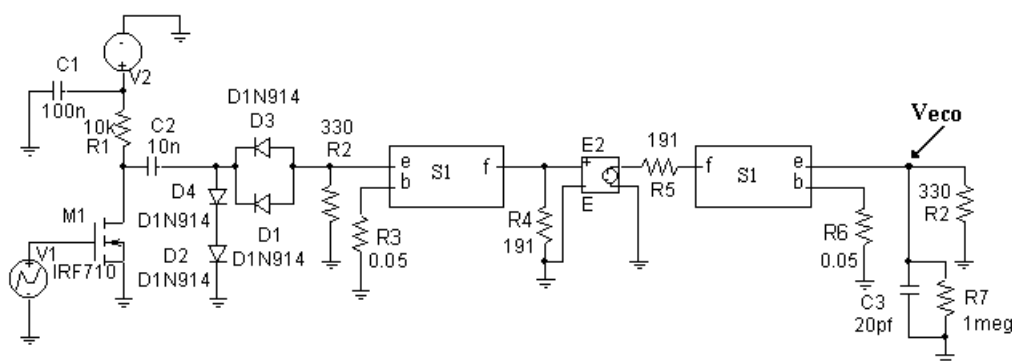 V2
C1
100n
10k
R1
C2
10n
D1N914
D3
D4
D1N914
D2
D1N914
D1
D1N914
M1
IRF710
V1
330
R2
R3
0.05
e
b
S1
f
R4
191
E2
E
191
R5
f
S1
e
b
R6
0.05
Veco
330
R2
C3
20pf
R7
1meg